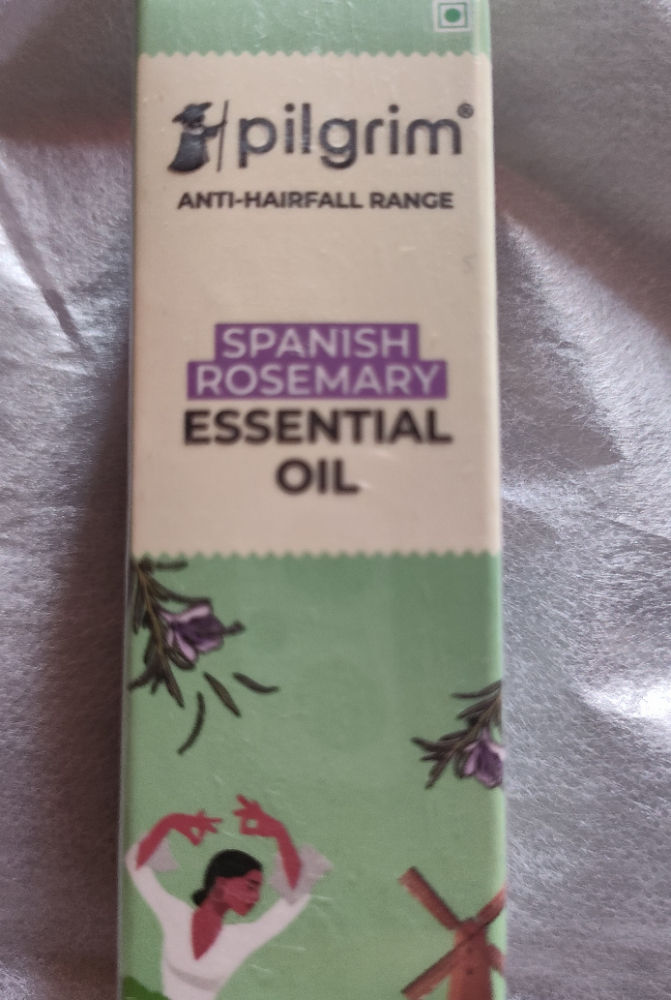 pilgrim®
ANTI-HAIRFALL RANGE
SPANISH
ROSEMARY
ESSENTIAL
OIL